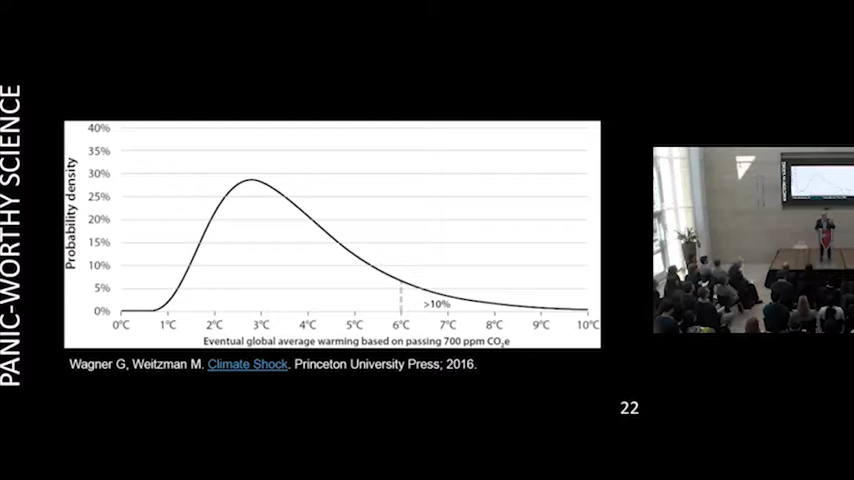 PANIC-WORTHY SCIENCE
Probability density
40%
35%
30%
25%
20%
15%
10%
5%
0%
>10%
0°C 1°C 2°C 3°C 4°C 5°C 6°C 7°C 8°C 9°C 10°C
Eventual global average warming based on passing 700 ppm CO₂e
Wagner G, Weitzman M. Climate Shock. Princeton University Press; 2016.
22